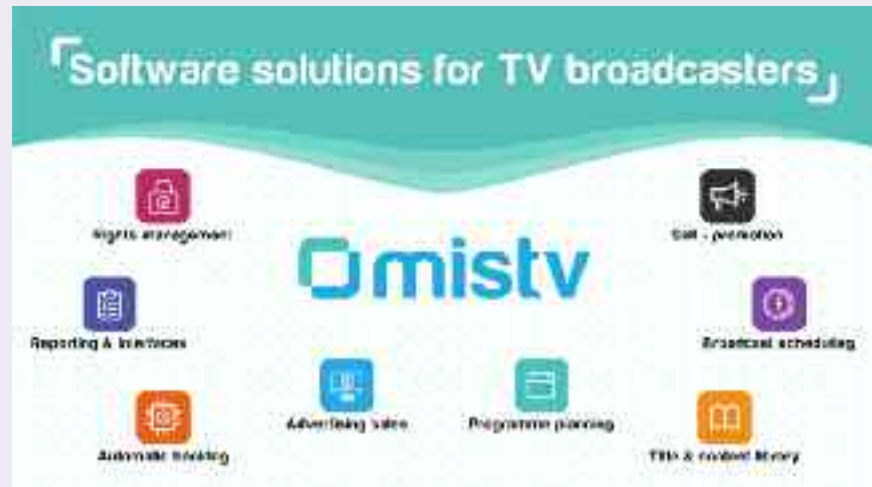 Software solutions for TV broadcasters
Rights management
Self - promotion
mistv
Reporting & interfaces
Broadcast scheduling
Advertising sales
Programme planning
Automatic booking
Title & content library